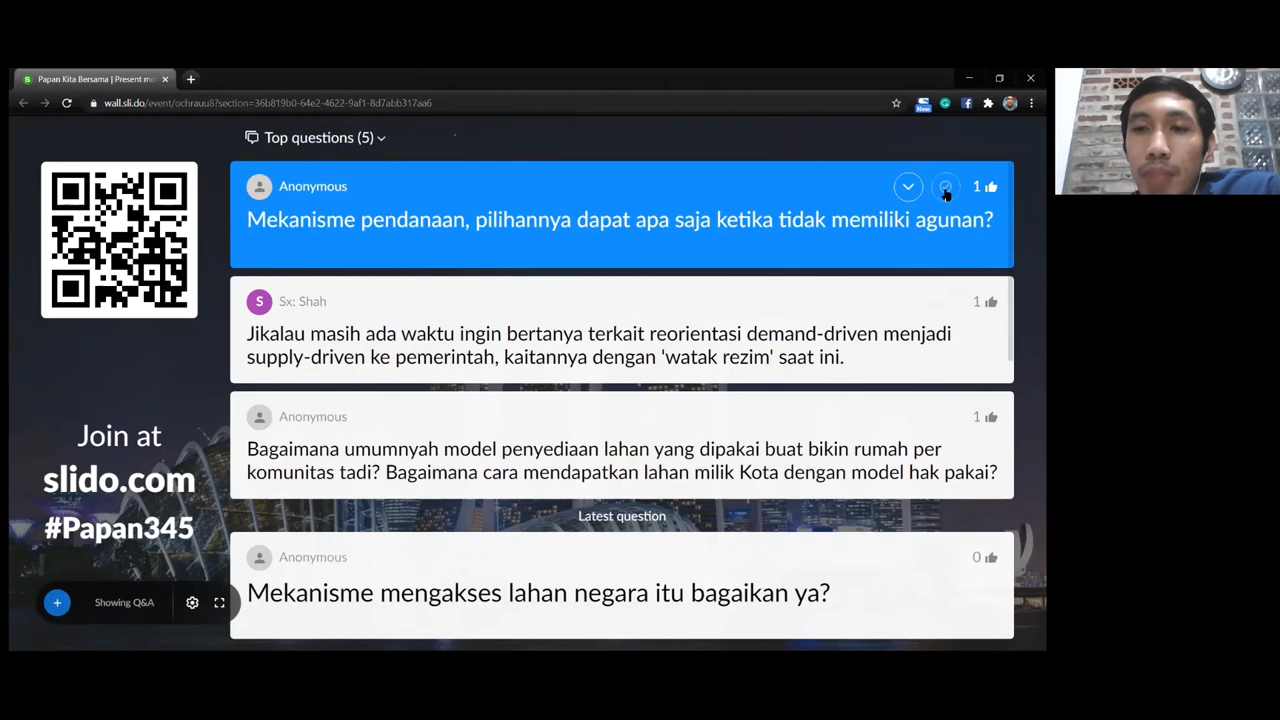 Papan Kita Bersama | Present mo
wall.sli.do/event/ochrauu8?section=36b819b0-64e2-4622-9af1-8d7abb317aa6
New
Top questions (5)
Anonymous
1
Mekanisme pendanaan, pilihannya dapat apa saja ketika tidak memiliki agunan?
S
Sx: Shah
1
Jikalau masih ada waktu ingin bertanya terkait reorientasi demand-driven menjadi
supply-driven ke pemerintah, kaitannya dengan 'watak rezim' saat ini.
Anonymous
1
Bagaimana umumnyah model penyediaan lahan yang dipakai buat bikin rumah per
komunitas tadi? Bagaimana cara mendapatkan lahan milik Kota dengan model hak pakai?
Latest question
Anonymous
0
Mekanisme mengakses lahan negara itu bagaikan ya?
Join at
slido.com
#Papan345
Showing Q&A